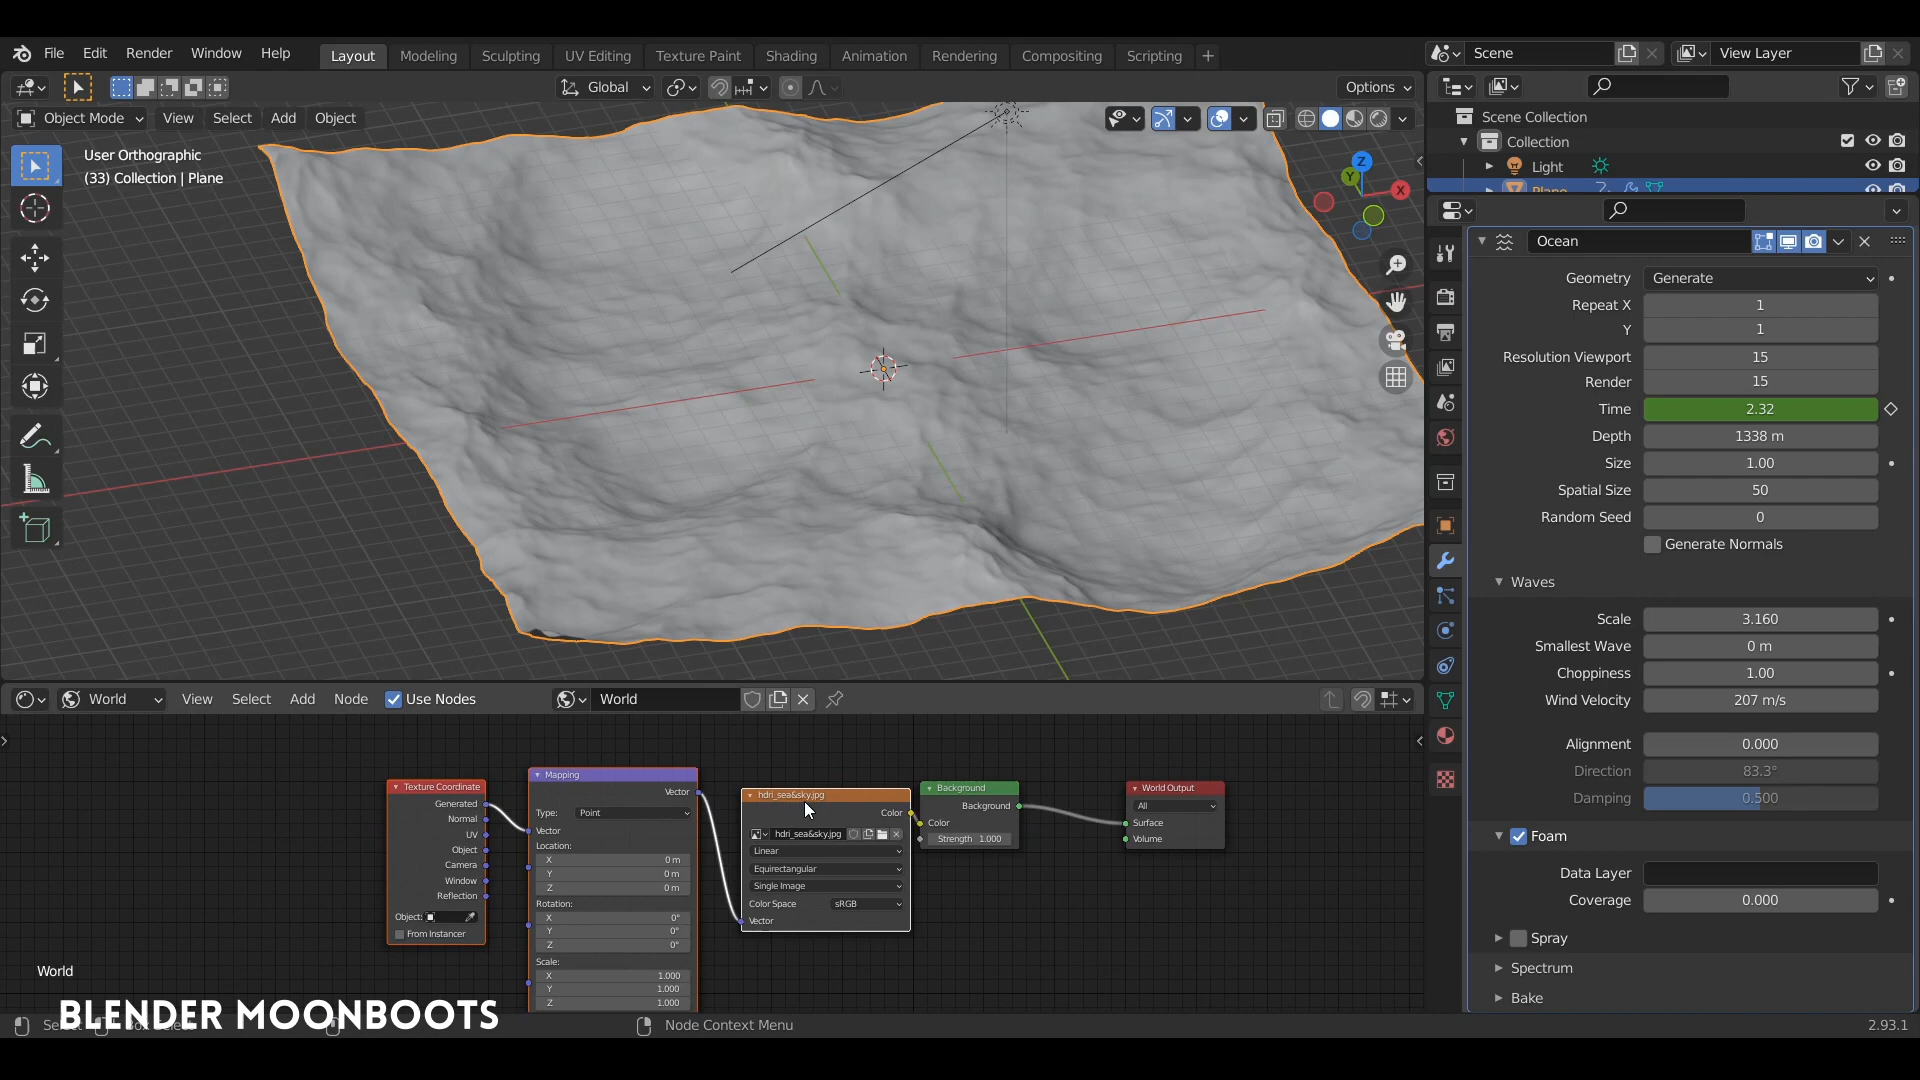 File Edit Render Window Help
Layout Modeling Sculpting UV Editing Texture Paint Shading Animation Rendering Compositing Scripting +
Scene
View Layer
Global
Options
Object Mode View Select Add Object
User Orthographic
(33) Collection | Plane
Z
Y
X
Scene Collection
Collection
Light
Plane
Ocean
Geometry Generate
Repeat X 1
Y 1
Resolution Viewport 15
Render 15
Time 2.32
Depth 1338 m
Size 1.00
Spatial Size 50
Random Seed 0
Generate Normals
Waves
Scale 3.160
Smallest Wave 0 m
Choppiness 1.00
Wind Velocity 207 m/s
Alignment 0.000
Direction 83.3°
Damping 0.500
Foam
Data Layer
Coverage 0.000
Spray
Spectrum
Bake
World View Select Add Node Use Nodes World
Texture Coordinate
Generated
Normal
UV
Object
Camera
Window
Reflection
Object:
From Instancer
Mapping
Vector
Type: Point
Vector
Location:
X 0 m
Y 0 m
Z 0 m
Rotation:
X 0°
Y 0°
Z 0°
Scale:
X 1.000
Y 1.000
Z 1.000
hdri_sea&sky.jpg
Color
hdri_sea&sky.jpg
Linear
Equirectangular
Single Image
Color Space sRGB
Vector
Background
Background
Color
Strength 1.000
World Output
All
Surface
Volume
World
BLENDER MOONBOOTS
Node Context Menu
2.93.1